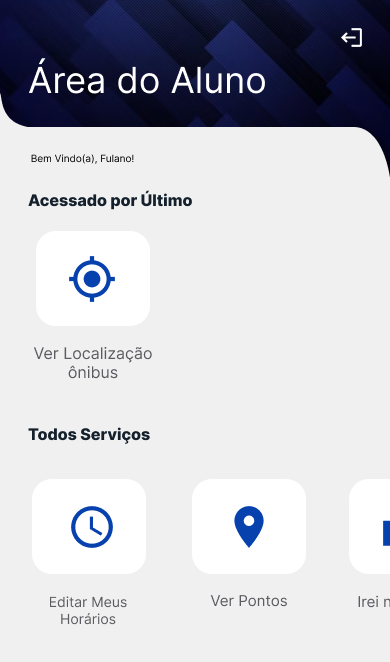 Área do Aluno
Bem Vindo(a), Fulano!
Acessado por Último
Ver Localização
ônibus
Todos Serviços
Editar Meus
Horários
Ver Pontos
Irei